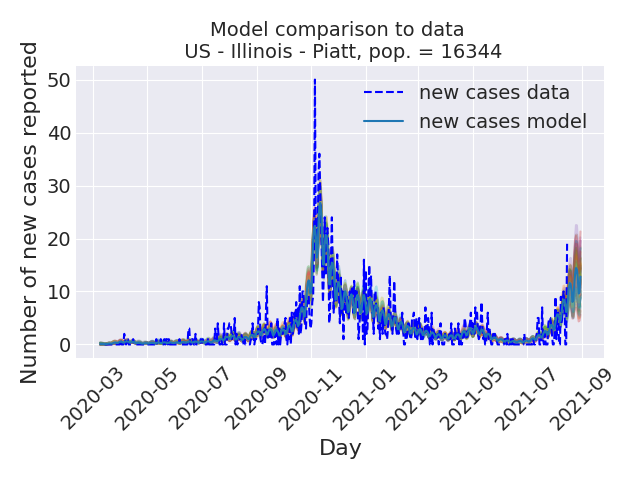 Model comparison to data
US - Illinois - Piatt, pop. = 16344
Number of new cases reported
50
40
30
20
10
0
new cases data
new cases model
2020-03
2020-05
2020-07
2020-09
2020-11
2021-01
2021-03
2021-05
2021-07
2021-09
Day